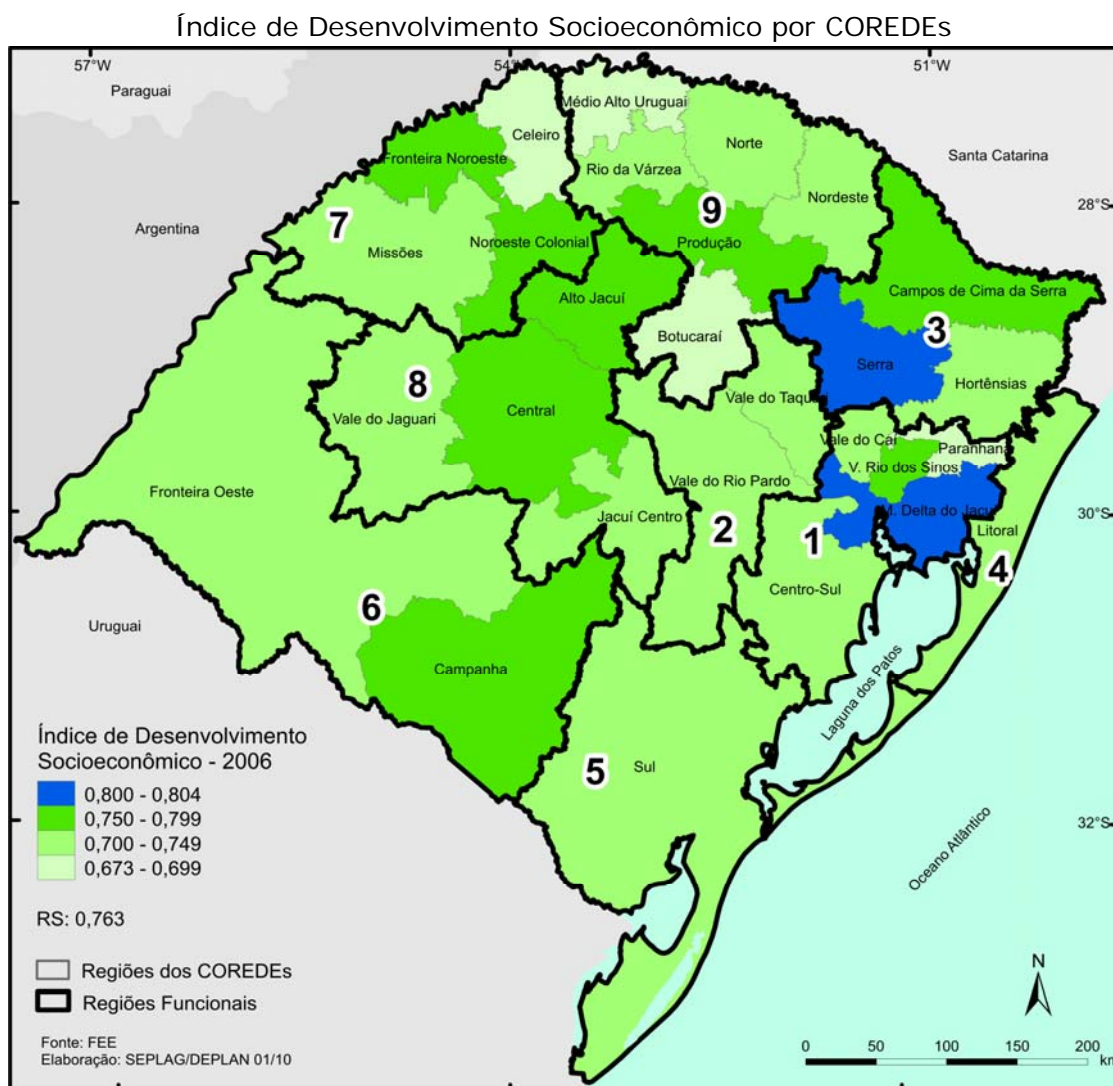 Índice de Desenvolvimento Socioeconômico por COREDEs
57°W
54°W
51°W
Paraguai
Médio Alto Uruguai
Celeiro
Norte
Santa Catarina
Fronteira Noroeste
Rio da Várzea
Nordeste
28°S
Argentina
7
9
Missões
Noroeste Colonial
Produção
Alto Jacuí
Campos de Cima da Serra
3
Botucaraí
Serra
Hortênsias
8
Vale do Jaguari
Central
Vale do Taquari
Vale do Caí
Paranhana
V. Rio dos Sinos
Fronteira Oeste
Vale do Rio Pardo
M. Delta do Jacuí
Jacuí Centro
2
1
Litoral
30°S
4
Centro-Sul
6
Uruguai
Campanha
Laguna dos Patos
Índice de Desenvolvimento
Socioeconômico - 2006
5
Sul
0,800 - 0,804
0,750 - 0,799
0,700 - 0,749
0,673 - 0,699
32°S
Oceano Atlântico
RS: 0,763
Regiões dos COREDEs
Regiões Funcionais
N
Fonte: FEE
Elaboração: SEPLAG/DEPLAN 01/10
0 50 100 150 200
km